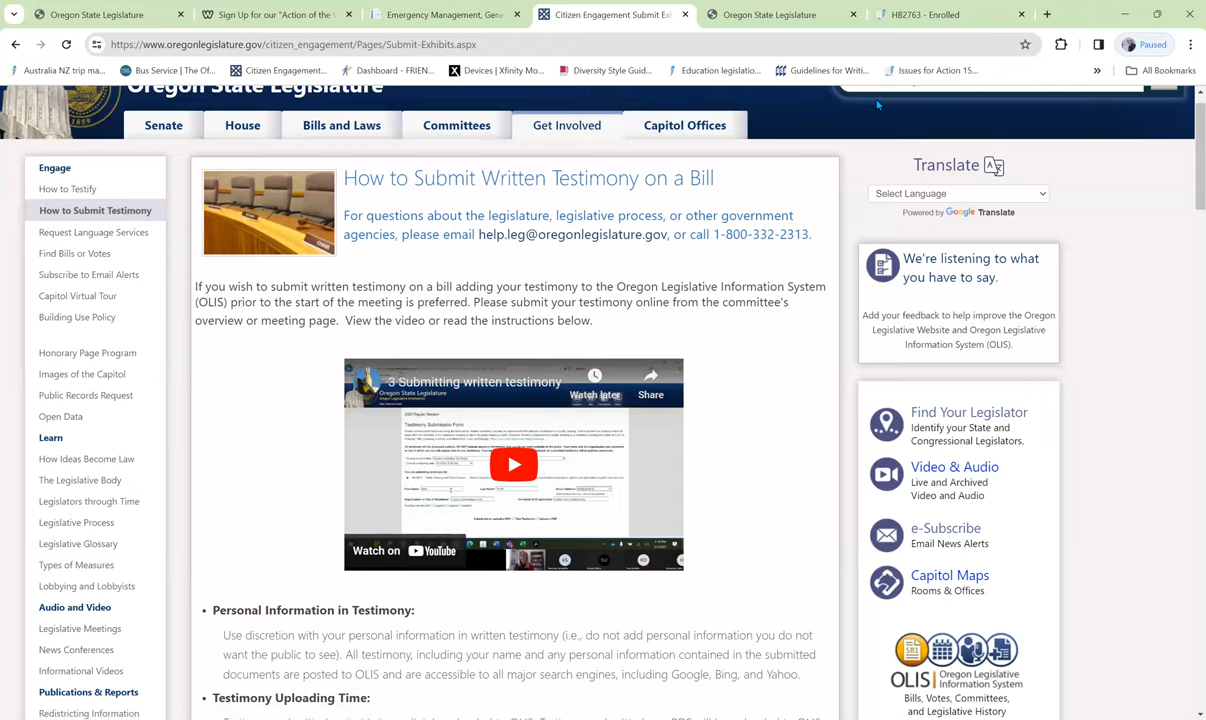 Oregon State Legislature
Sign Up for our "Action of the
Emergency Management, Gene
Citizen Engagement Submit Exh
Oregon State Legislature
HB2763 - Enrolled
https://www.oregonlegislature.gov/citizen_engagement/Pages/Submit-Exhibits.aspx
Paused
Australia NZ trip ma...
Bus Service | The Of...
Citizen Engagement...
Dashboard - FRIEN...
Devices | Xfinity Mo...
Diversity Style Guid...
Education legislatio...
Guidelines for Writi...
Issues for Action 15...
All Bookmarks
Oregon State Legislature
1859
Senate
House
Bills and Laws
Committees
Get Involved
Capitol Offices
Engage
How to Testify
How to Submit Testimony
Request Language Services
Find Bills or Votes
Subscribe to Email Alerts
Capitol Virtual Tour
Building Use Policy
Honorary Page Program
Images of the Capitol
Public Records Request
Open Data
Learn
How Ideas Become Law
The Legislative Body
Legislators through Time
Legislative Process
Legislative Glossary
Types of Measures
Lobbying and Lobbyists
Audio and Video
Legislative Meetings
News Conferences
Informational Videos
Publications & Reports
Redistricting Information
CHAIR
How to Submit Written Testimony on a Bill
For questions about the legislature, legislative process, or other government
agencies, please email help.leg@oregonlegislature.gov, or call 1-800-332-2313.
If you wish to submit written testimony on a bill adding your testimony to the Oregon Legislative Information System
(OLIS) prior to the start of the meeting is preferred. Please submit your testimony online from the committee's
overview or meeting page. View the video or read the instructions below.
3 Submitting written testimony
Watch later
Share
Oregon State Legislature
Testimony Submission Form
Watch on YouTube
• Personal Information in Testimony:
Use discretion with your personal information in written testimony (i.e., do not add personal information you do not
want the public to see). All testimony, including your name and any personal information contained in the submitted
documents are posted to OLIS and are accessible to all major search engines, including Google, Bing, and Yahoo.
• Testimony Uploading Time:
Translate
Select Language
Powered by Google Translate
We're listening to what
you have to say.
Add your feedback to help improve the Oregon
Legislative Website and Oregon Legislative
Information System (OLIS).
Find Your Legislator
Identify your State and
Congressional Legislators.
Video & Audio
Live and Archived
Video and Audio
e-Subscribe
Email News Alerts
Capitol Maps
Rooms & Offices
SB1
OLIS Oregon Legislative
Information System
Bills, Votes, Committees,
and Legislative History